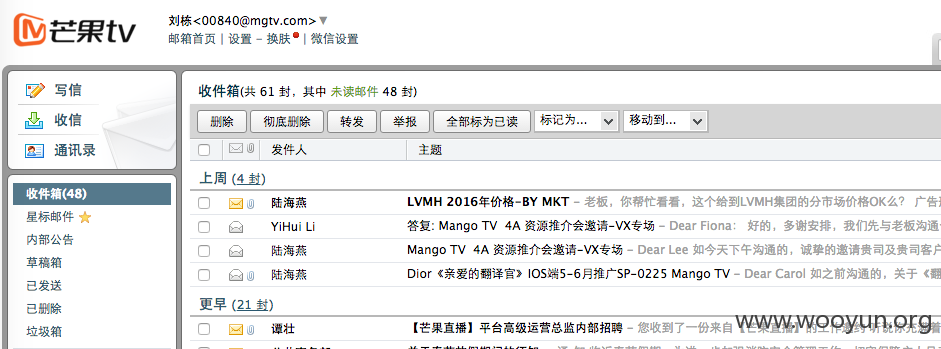 芒果tv
刘栋<00840@mgtv.com>▼
邮箱首页 | 设置 - 换肤 | 微信设置
写信
收信
通讯录
收件箱(48)
星标邮件
内部公告
草稿箱
已发送
已删除
垃圾箱
收件箱(共 61 封，其中 未读邮件 48 封)
删除 彻底删除 转发 举报 全部标为已读 标记为... 移动到...
发件人 主题
上周 (4 封)
陆海燕 LVMH 2016年价格-BY MKT - 老板，你帮忙看看，这个给到LVMH集团的分市场价格OK么? 广告
YiHui Li 答复: Mango TV 4A 资源推介会邀请-VX专场 - Dear Fiona: 好的，多谢安排，我们先与老板沟通
陆海燕 Mango TV 4A 资源推介会邀请-VX专场 - Dear Lee 如今天下午沟通的，诚挚的邀请贵司及贵司客户
陆海燕 Dior《亲爱的翻译官》IOS端5-6月推广SP-0225 Mango TV - Dear Carol 如之前沟通的，关于《翻
更早 (21 封)
谭壮 【芒果直播】平台高级运营总监内部招聘 - 您收到了一份来自【芒果直播】的工作邀约
www.wooyun.org